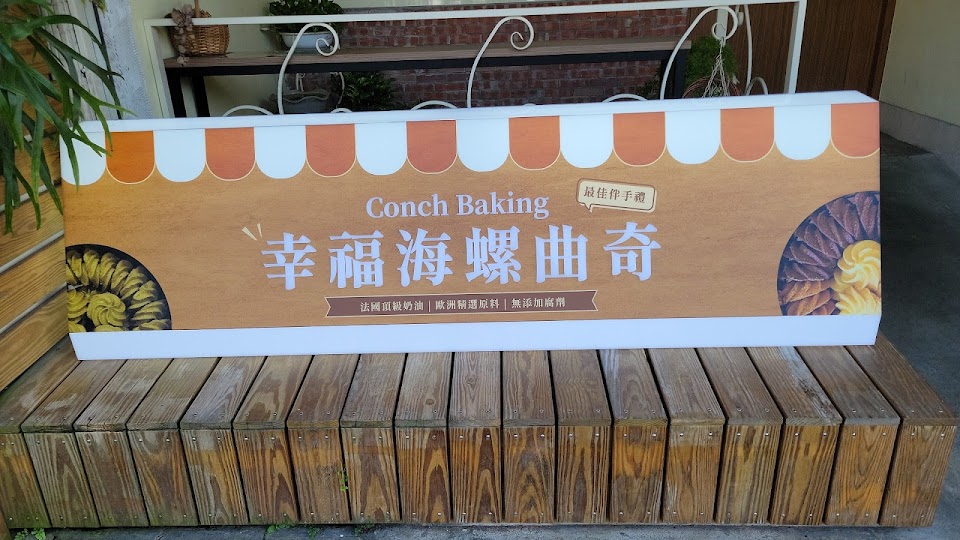 Conch Baking
最佳伴手禮
幸福海螺曲奇
法國頂級奶油 | 歐洲精選原料 | 無添加腐劑